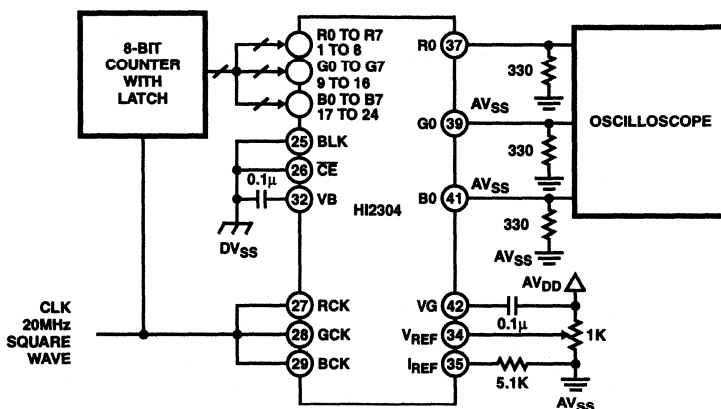 8-BIT
COUNTER
WITH
LATCH
R0 TO R7
1 TO 8
G0 TO G7
9 TO 16
B0 TO B7
17 TO 24
25 BLK
26 CE
0.1μ
32 VB
DVSS
HI2304
R0 37
330
AVSS
G0 39
330
AVSS
B0 41
330
AVSS
OSCILLOSCOPE
CLK
20MHz
SQUARE
WAVE
27 RCK
28 GCK
29 BCK
AVDD
VG 42
0.1μ
VREF 34
1K
IREF 35
5.1K
AVSS